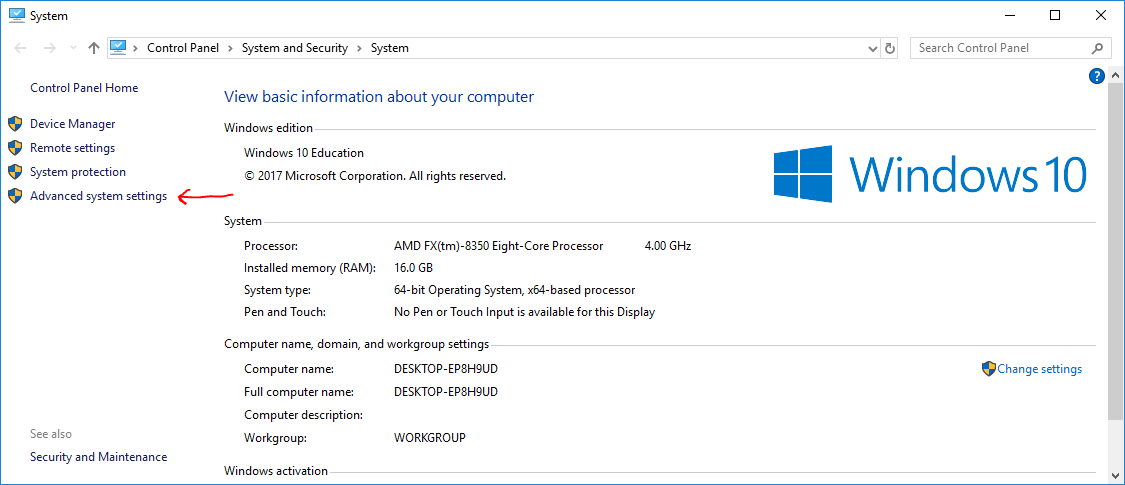 System
Control Panel > System and Security > System
Search Control Panel
?
Control Panel Home
Device Manager
Remote settings
System protection
Advanced system settings
See also
Security and Maintenance
View basic information about your computer
Windows edition
Windows 10 Education
© 2017 Microsoft Corporation. All rights reserved.
Windows 10
System
Processor: AMD FX(tm)-8350 Eight-Core Processor 4.00 GHz
Installed memory (RAM): 16.0 GB
System type: 64-bit Operating System, x64-based processor
Pen and Touch: No Pen or Touch Input is available for this Display
Computer name, domain, and workgroup settings
Computer name: DESKTOP-EP8H9UD
Change settings
Full computer name: DESKTOP-EP8H9UD
Computer description:
Workgroup: WORKGROUP
Windows activation